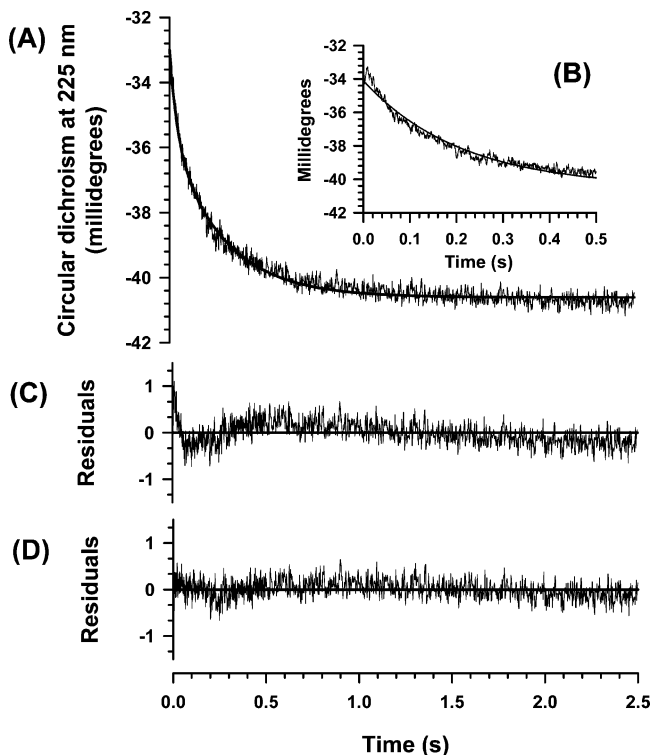 (A)
Circular dichroism at 225 nm
(millidegrees)
-32
-34
-36
-38
-40
-42
(B)
Millidegrees
-32
-34
-36
-38
-40
-42
0.0 0.1 0.2 0.3 0.4 0.5
Time (s)
(C)
Residuals
1
0
-1
(D)
Residuals
1
0
-1
0.0 0.5 1.0 1.5 2.0 2.5
Time (s)